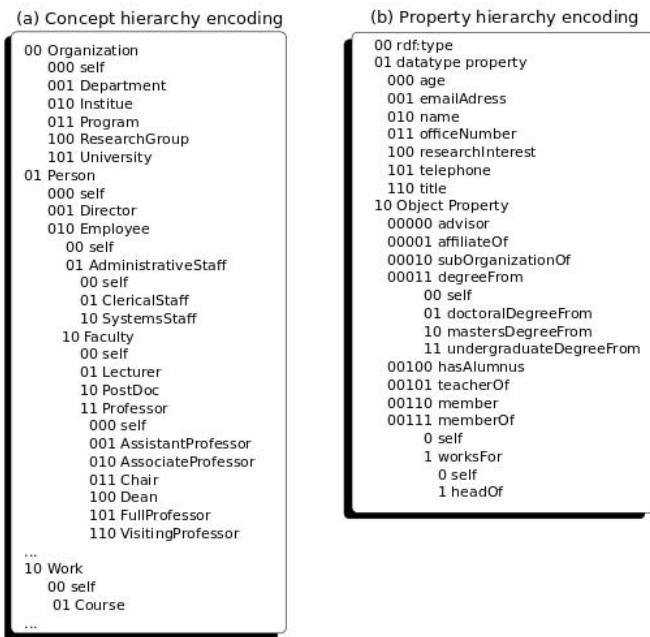 (a) Concept hierarchy encoding
00 Organization
000 self
001 Department
010 Institue
011 Program
100 ResearchGroup
101 University
01 Person
000 self
001 Director
010 Employee
00 self
01 AdministrativeStaff
00 self
01 ClericalStaff
10 SystemsStaff
10 Faculty
00 self
01 Lecturer
10 PostDoc
11 Professor
000 self
001 AssistantProfessor
010 AssociateProfessor
011 Chair
100 Dean
101 FullProfessor
110 VisitingProfessor
...
10 Work
00 self
01 Course
...
(b) Property hierarchy encoding
00 rdf:type
01 datatype property
000 age
001 emailAdress
010 name
011 officeNumber
100 researchInterest
101 telephone
110 title
10 Object Property
00000 advisor
00001 affiliateOf
00010 subOrganizationOf
00011 degreeFrom
00 self
01 doctoralDegreeFrom
10 mastersDegreeFrom
11 undergraduateDegreeFrom
00100 hasAlumnus
00101 teacherOf
00110 member
00111 memberOf
0 self
1 worksFor
0 self
1 headOf